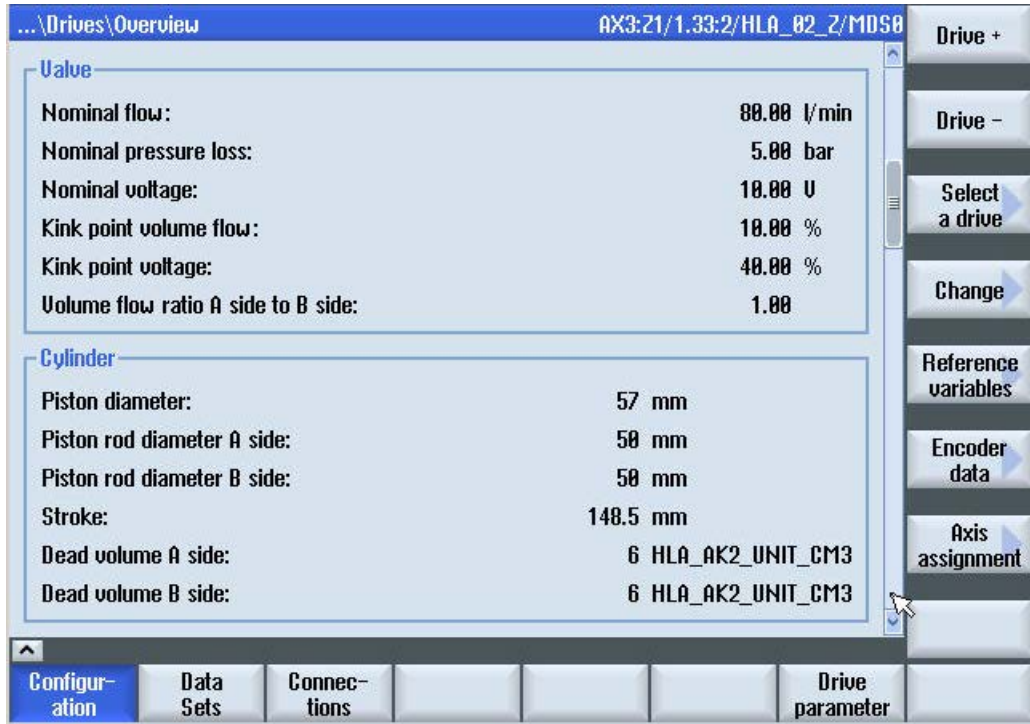 ...\Drives\Overview AX3:Z1/1.33:2/HLA_02_Z/MDS0
Valve
Nominal flow: 80.00 l/min
Nominal pressure loss: 5.00 bar
Nominal voltage: 10.00 V
Kink point volume flow: 10.00 %
Kink point voltage: 40.00 %
Volume flow ratio A side to B side: 1.00
Cylinder
Piston diameter: 57 mm
Piston rod diameter A side: 50 mm
Piston rod diameter B side: 50 mm
Stroke: 148.5 mm
Dead volume A side: 6 HLA_AK2_UNIT_CM3
Dead volume B side: 6 HLA_AK2_UNIT_CM3
Drive +
Drive -
Select
a drive
Change
Reference
variables
Encoder
data
Axis
assignment
Configur-
ation
Data
Sets
Connec-
tions
Drive
parameter